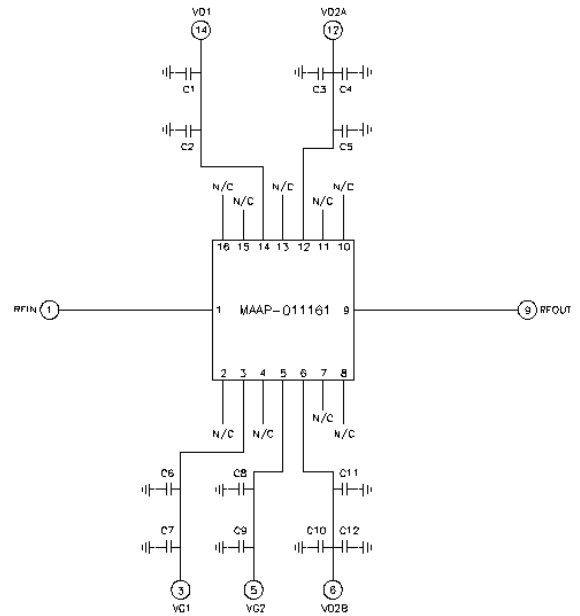 VD1 VD2A
14 12
C1 C3 C4
C2 C5
N/C N/C N/C N/C N/C
16 15 14 13 12 11 10
RFIN 1 1 MAAP-011161 9 9 RFOUT
2 3 4 5 6 7 8
N/C N/C N/C N/C
C6 C8 C11
C7 C9 C10 C12
3 5 6
VG1 VG2 VD2B